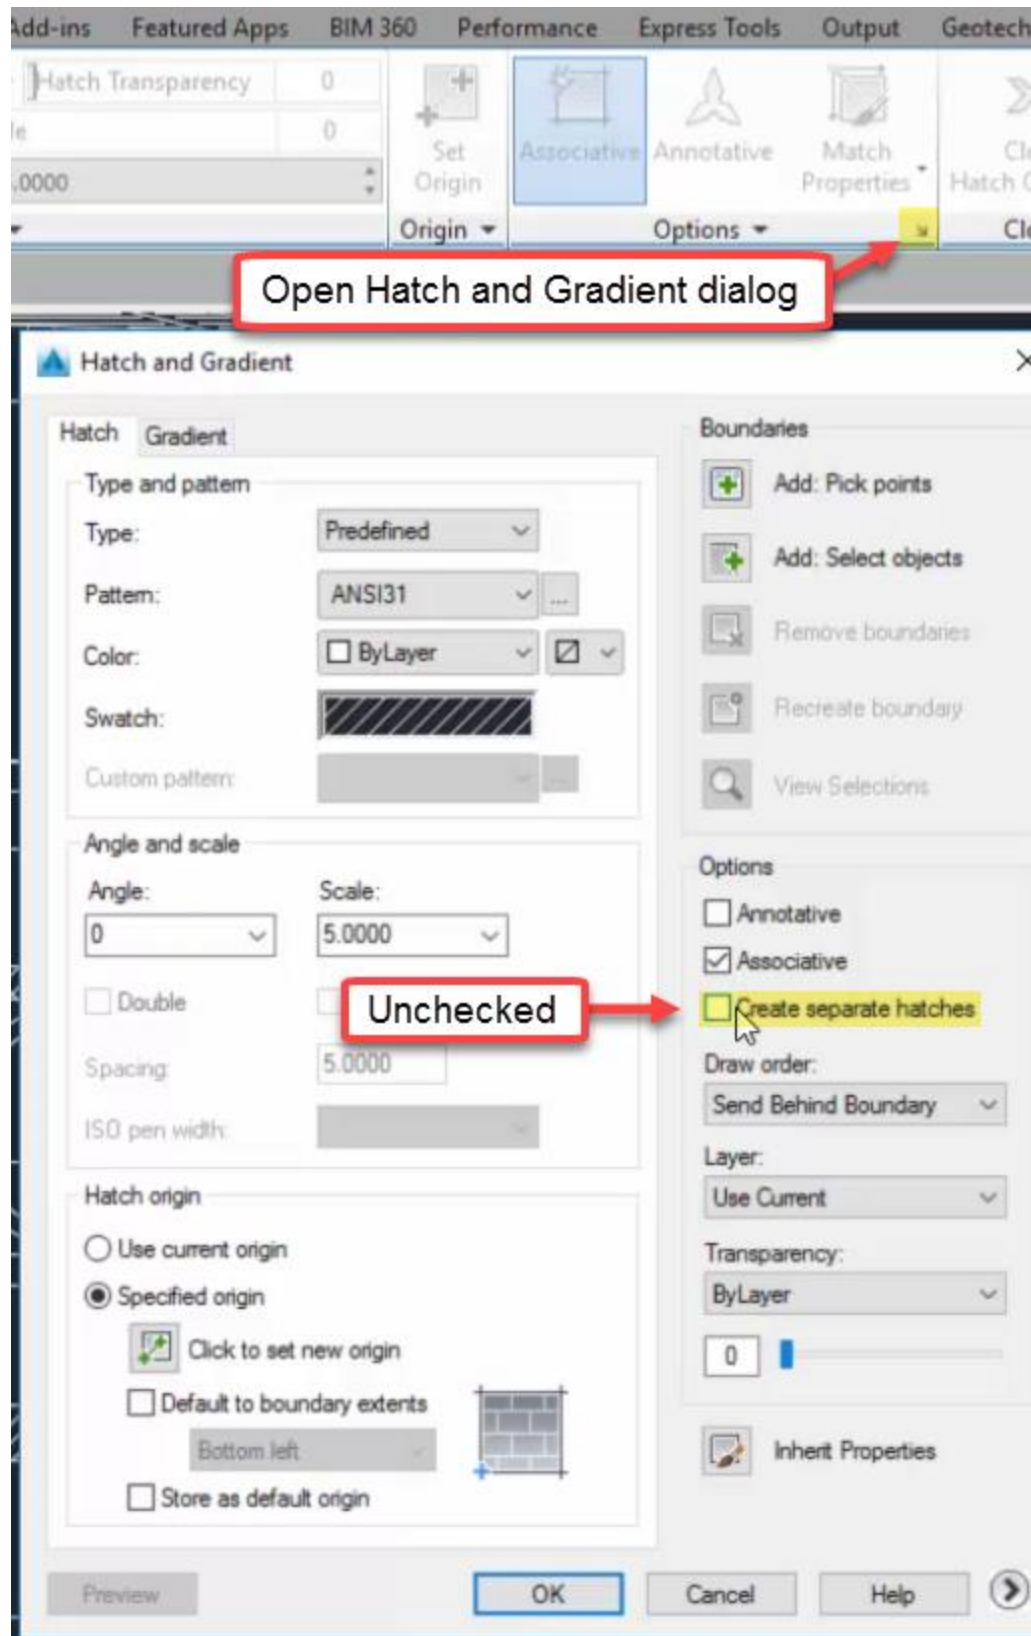 Add-ins Featured Apps BIM 360 Performance Express Tools Output Geotech
Hatch Transparency 0
0
.0000
Set
Origin
Associative
Annotative
Match
Properties
Hatch
Origin
Options
Open Hatch and Gradient dialog
Hatch and Gradient
Hatch Gradient
Type and pattern
Type: Predefined
Pattern: ANSI31 ...
Color: ByLayer
Swatch:
Custom pattern: ...
Angle and scale
Angle: Scale:
0 5.0000
Double
Spacing: 5.0000
ISO pen width:
Hatch origin
Use current origin
Specified origin
Click to set new origin
Default to boundary extents
Bottom left
Store as default origin
Boundaries
Add: Pick points
Add: Select objects
Remove boundaries
Recreate boundary
View Selections
Options
Annotative
Associative
Unchecked
Create separate hatches
Draw order:
Send Behind Boundary
Layer:
Use Current
Transparency:
ByLayer
0
Inherit Properties
Preview OK Cancel Help